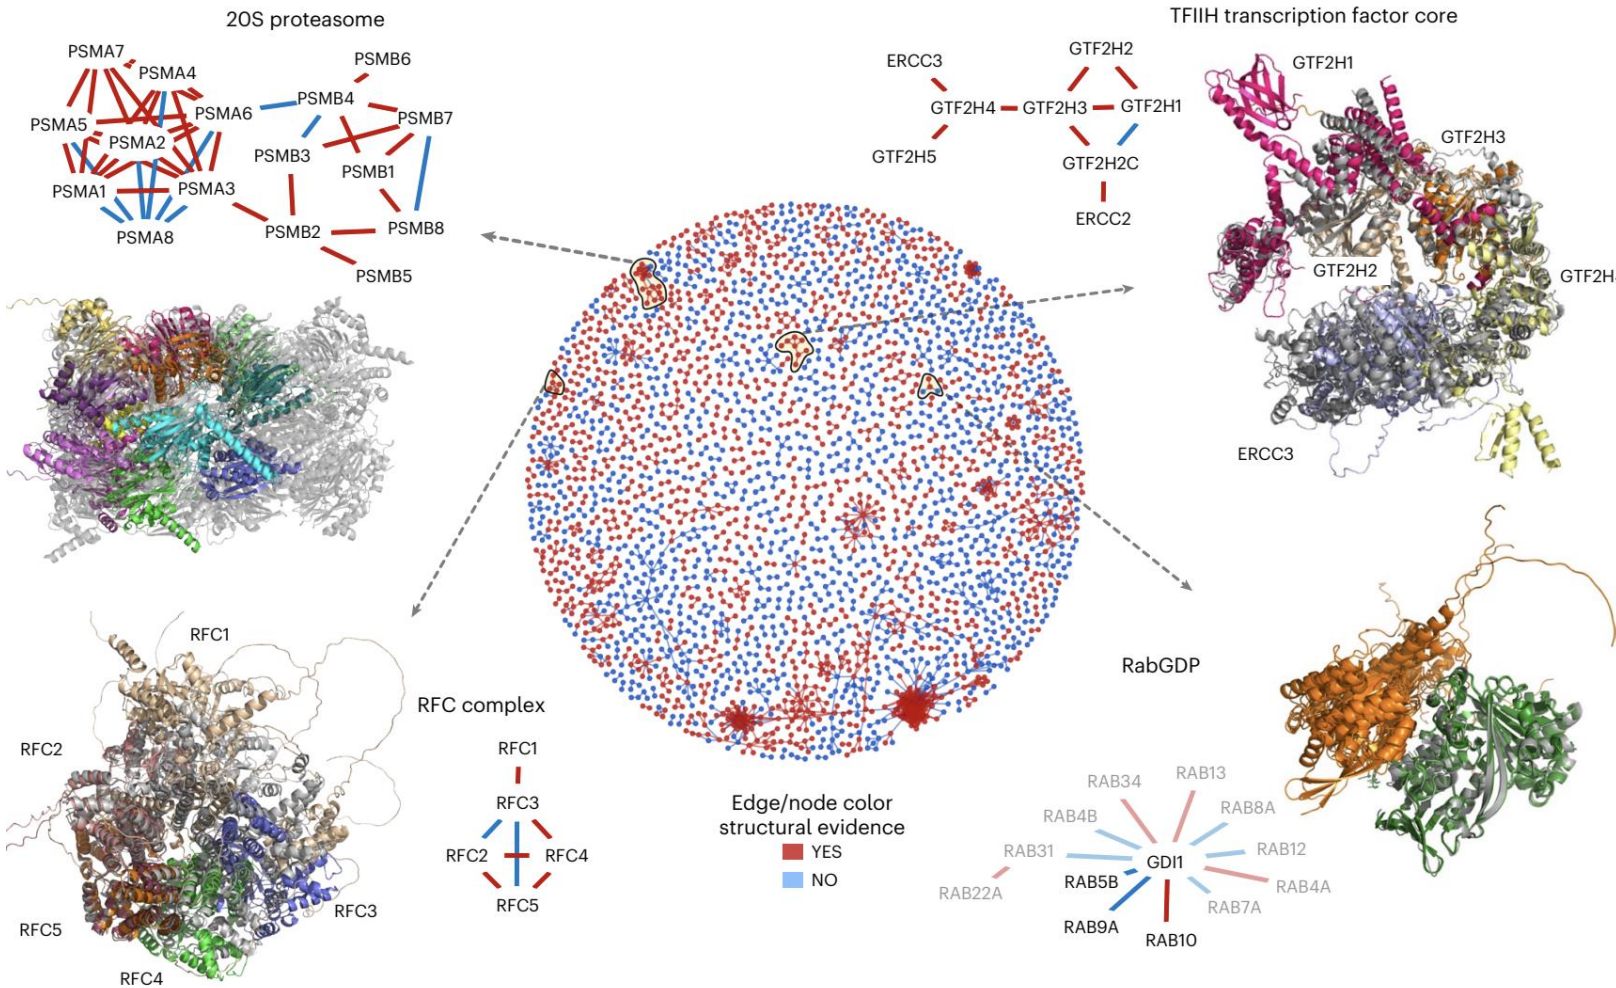 20S proteasome
PSMA7
PSMA4
PSMB6
PSMA5
PSMA6
PSMB4
PSMB7
PSMA2
PSMB3
PSMB1
PSMA1
PSMA3
PSMA8
PSMB2
PSMB8
PSMB5
TFIIH transcription factor core
ERCC3
GTF2H2
GTF2H4
GTF2H3
GTF2H1
GTF2H5
GTF2H2C
ERCC2
GTF2H1
GTF2H3
GTF2H2
GTF2H
ERCC3
RFC1
RFC2
RFC5
RFC4
RFC3
RFC complex
RFC1
RFC3
RFC2
RFC4
RFC5
Edge/node color
structural evidence
YES
NO
RabGDP
RAB34
RAB13
RAB4B
RAB8A
RAB31
GDI1
RAB12
RAB22A
RAB5B
RAB4A
RAB9A
RAB7A
RAB10